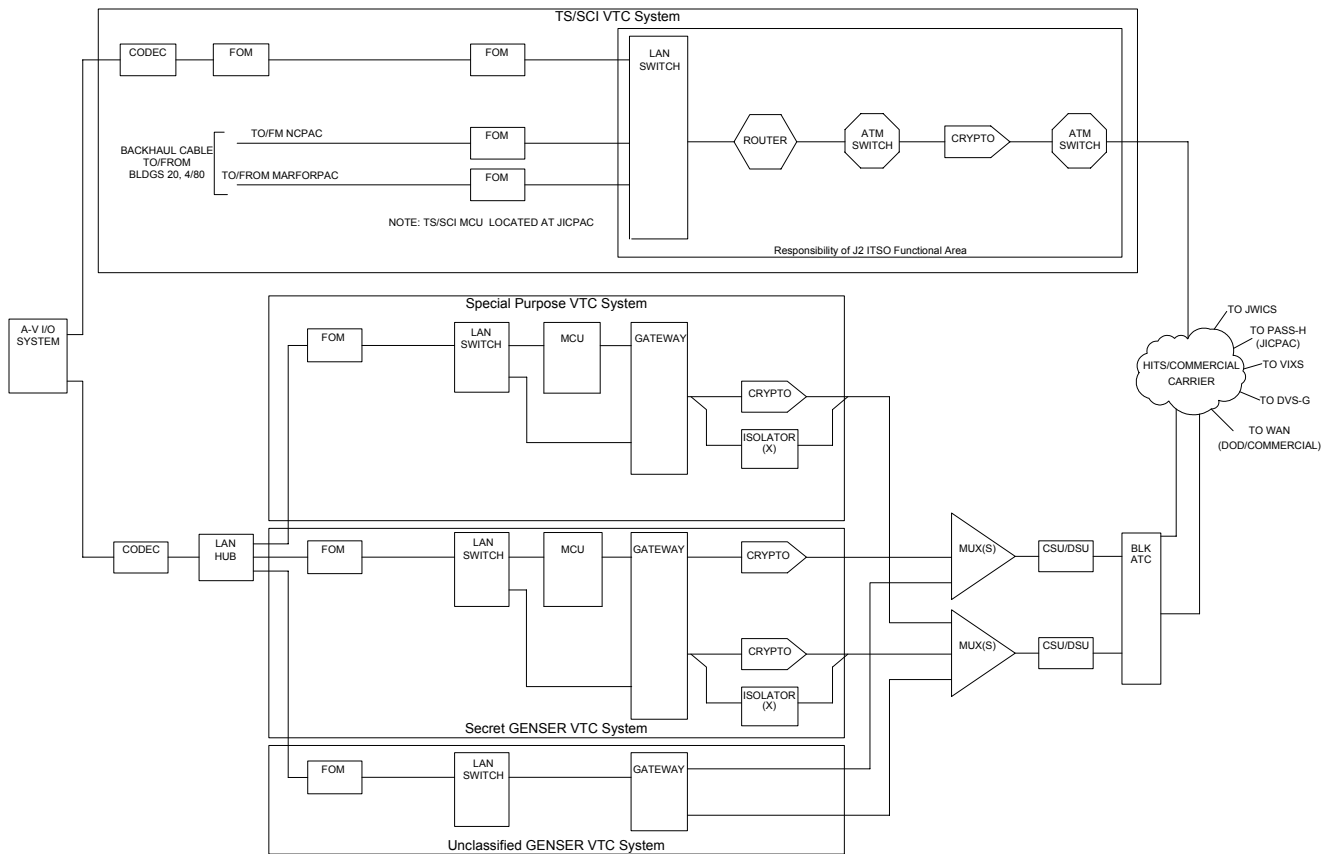 TS/SCI VTC System
CODEC
FOM
FOM
LAN
SWITCH
BACKHAUL CABLE
TO/FROM
BLDGS 20, 4/80
TO/FM NCPAC
FOM
TO/FROM MARFORPAC
FOM
ROUTER
ATM
SWITCH
CRYPTO
ATM
SWITCH
NOTE: TS/SCI MCU LOCATED AT JICPAC
Responsibility of J2 ITSO Functional Area
A-V I/O
SYSTEM
Special Purpose VTC System
FOM
LAN
SWITCH
MCU
GATEWAY
CRYPTO
ISOLATOR
(X)
HITS/COMMERCIAL
CARRIER
TO JWICS
TO PASS-H
(JICPAC)
TO VIXS
TO DVS-G
TO WAN
(DOD/COMMERCIAL)
CODEC
LAN
HUB
FOM
LAN
SWITCH
MCU
GATEWAY
CRYPTO
CRYPTO
ISOLATOR
(X)
Secret GENSER VTC System
MUX(S)
CSU/DSU
BLK
ATC
MUX(S)
CSU/DSU
FOM
LAN
SWITCH
GATEWAY
Unclassified GENSER VTC System